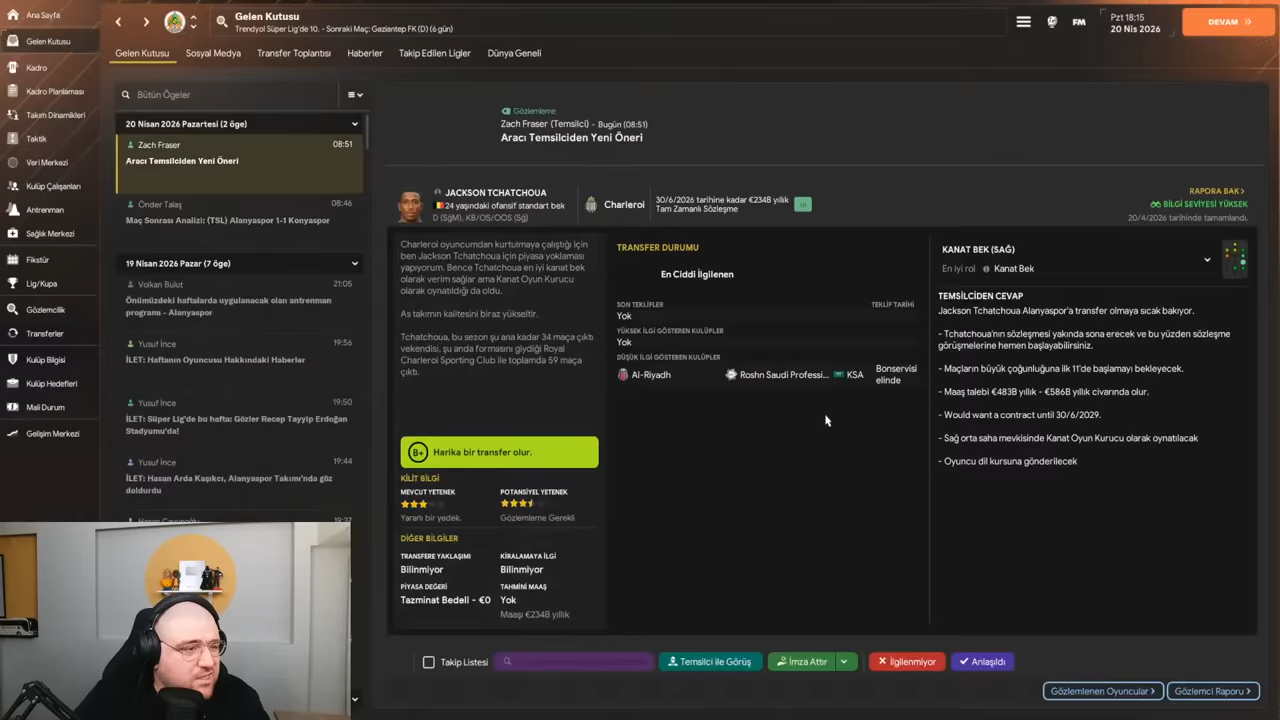 Ana Sayfa
Gelen Kutusu
Kadro
Kadro Planlaması
Takım Dinamikleri
Taktik
Veri Merkezi
Kulüp Çalışanları
Antrenman
Sağlık Merkezi
Fikstür
Lig/Kupa
Gözlemcilik
Transferler
Kulüp Bilgisi
Kulüp Hedefleri
Mali Durum
Gelişim Merkezi
Gelen Kutusu
Trendyol Süper Lig'de 10. - Sonraki Maç: Gaziantep FK (D) (6 gün)
FM
Pzt 18:15
20 Nis 2026
DEVAM
Gelen Kutusu
Sosyal Medya
Transfer Toplantısı
Haberler
Takip Edilen Ligler
Dünya Geneli
Bütün Ögeler
20 Nisan 2026 Pazartesi (2 öge)
Zach Fraser 08:51
Aracı Temsilciden Yeni Öneri
Önder Talaş 08:46
Maç Sonrası Analizi: (TSL) Alanyaspor 1-1 Konyaspor
19 Nisan 2026 Pazar (7 öge)
Volkan Bulut 21:05
Önümüzdeki haftalarda uygulanacak olan antrenman
programı - Alanyaspor
Yusuf İnce 19:56
İLET: Haftanın Oyuncusu Hakkındaki Haberler
Yusuf İnce 19:50
İLET: Süper Lig'de bu hafta: Gözler Recep Tayyip Erdoğan
Stadyumu'da!
Yusuf İnce 19:44
İLET: Hasan Arda Kaşıkcı, Alanyaspor Takımı'nda göz
doldurdu
19:37
Gözlemleme
Zach Fraser (Temsilci) - Bugün (08:51)
Aracı Temsilciden Yeni Öneri
JACKSON TCHATCHOUA
24 yaşındaki ofansif standart bek
D (SğM), KB/OS/OOS (Sğ)
Charleroi
30/6/2026 tarihine kadar €234B yıllık
Tam Zamanlı Sözleşme
RAPORA BAK
BİLGİ SEVİYESİ YÜKSEK
20/4/2026 tarihinde tamamlandı.
Charleroi oyuncumdan kurtulmaya çalıştığı için
ben Jackson Tchatchoua için piyasa yoklaması
yapıyorum. Bence Tchatchoua en iyi kanat bek
olarak verim sağlar ama Kanat Oyun Kurucu
olarak oynatıldığı da oldu.
As takımın kalitesini biraz yükseltir.
Tchatchoua, bu sezon şu ana kadar 34 maça çıktı
vekendisi, şu anda formasını giydiği Royal
Charleroi Sporting Club ile toplamda 59 maça
çıktı.
B+ Harika bir transfer olur.
KİLİT BİLGİ
MEVCUT YETENEK
Yararlı bir yedek.
POTANSİYEL YETENEK
Gözlemleme Gerekli
DİĞER BİLGİLER
TRANSFERE YAKLAŞIMI
Bilinmiyor
KİRALAMAYA İLGİ
Bilinmiyor
PİYASA DEĞERİ
Tazminat Bedeli - €0
TAHMİNİ MAAŞ
Yok
Maaşı €234B yıllık
TRANSFER DURUMU
En Ciddi İlgilenen
SON TEKLİFLER TEKLİF TARİHİ
Yok
YÜKSEK İLGİ GÖSTEREN KULÜPLER
Yok
DÜŞÜK İLGİ GÖSTEREN KULÜPLER
Al-Riyadh Roshn Saudi Professi... KSA Bonservisi
elinde
KANAT BEK (SAĞ)
En iyi rol Kanat Bek
TEMSİLCİDEN CEVAP
Jackson Tchatchoua Alanyaspor'a transfer olmaya sıcak bakıyor.
- Tchatchoua'nın sözleşmesi yakında sona erecek ve bu yüzden sözleşme
görüşmelerine hemen başlayabilirsiniz.
- Maçların büyük çoğunluğuna ilk 11'de başlamayı bekleyecek.
- Maaş talebi €483B yıllık - €586B yıllık civarında olur.
- Would want a contract until 30/6/2029.
- Sağ orta saha mevkisinde Kanat Oyun Kurucu olarak oynatılacak
- Oyuncu dil kursuna gönderilecek
Takip Listesi
Temsilci ile Görüş
İmza Attır
İlgilenmiyor
Anlaşıldı
Gözlemlenen Oyuncular
Gözlemci Raporu